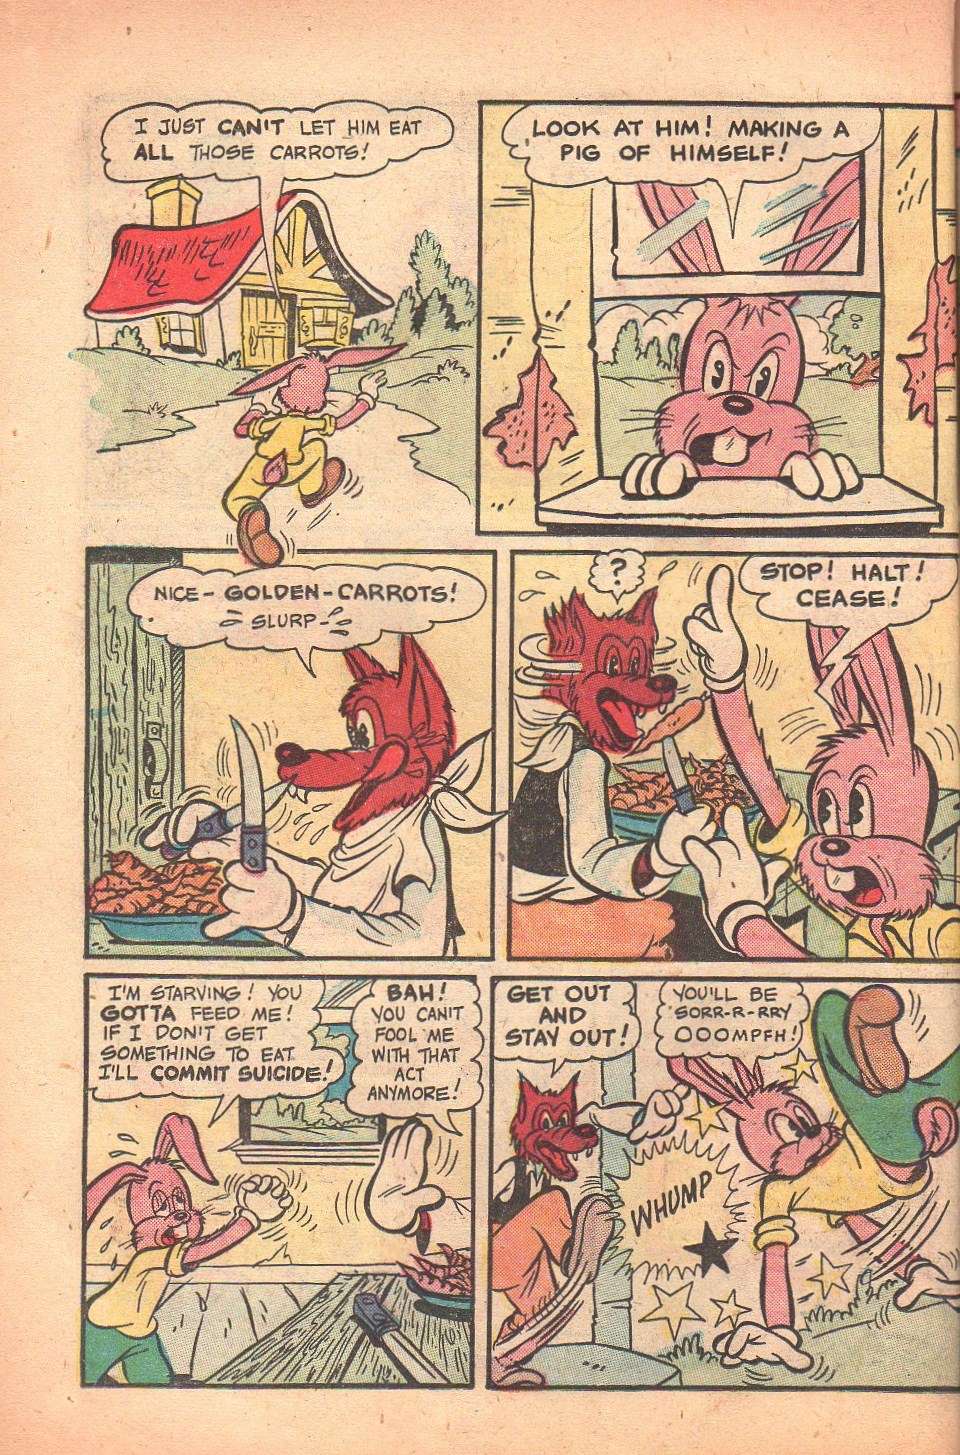 I JUST CAN'T LET HIM EAT
ALL THOSE CARROTS!
LOOK AT HIM! MAKING A
PIG OF HIMSELF!
NICE- GOLDEN-CARROTS!
SLURP-
?
STOP! HALT!
CEASE!
I'M STARVING! YOU
GOTTA FEED ME!
IF I DON'T GET
SOMETHING TO EAT
I'LL COMMIT SUICIDE!
BAH!
YOU CAN'T
FOOL ME
WITH THAT
ACT
ANYMORE!
GET OUT
AND
STAY OUT!
YOU'LL BE
SORR-R-RRY
OOOMPFH!
WHUMP